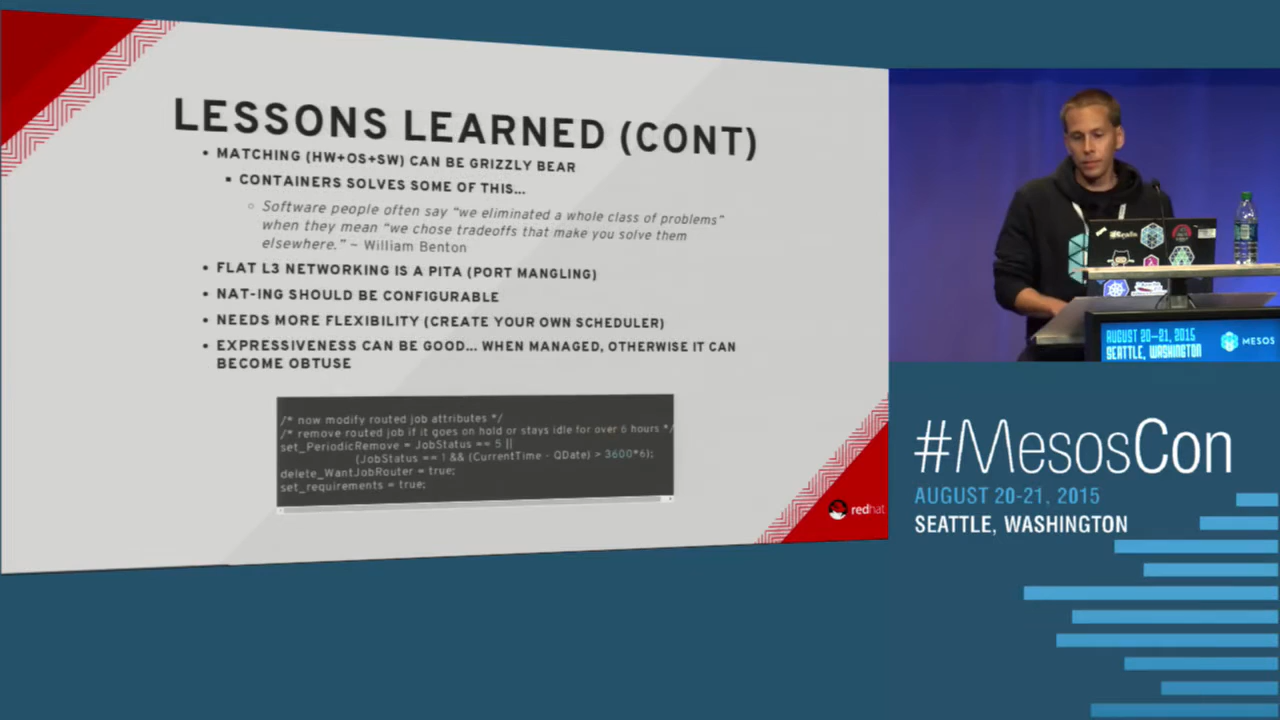 LESSONS LEARNED (CONT)
• MATCHING (HW+OS+SW) CAN BE GRIZZLY BEAR
▪ CONTAINERS SOLVES SOME OF THIS...
○ Software people often say “we eliminated a whole class of problems”
when they mean “we chose tradeoffs that make you solve them
elsewhere.” ~ William Benton
• FLAT L3 NETWORKING IS A PITA (PORT MANGLING)
• NAT-ING SHOULD BE CONFIGURABLE
• NEEDS MORE FLEXIBILITY (CREATE YOUR OWN SCHEDULER)
• EXPRESSIVENESS CAN BE GOOD... WHEN MANAGED, OTHERWISE IT CAN
BECOME OBTUSE
/* now modify routed job attributes */
/* remove routed job if it goes on hold or stays idle for over 6 hours */
set_PeriodicRemove = JobStatus == 5 ||
(JobStatus == 1 && (CurrentTime - QDate) > 3600*6);
delete_WantJobRouter = true;
set_requirements = true;
redhat
AUGUST 20-21, 2015
SEATTLE, WASHINGTON
MESOS
#MesosCon
AUGUST 20-21, 2015
SEATTLE, WASHINGTON